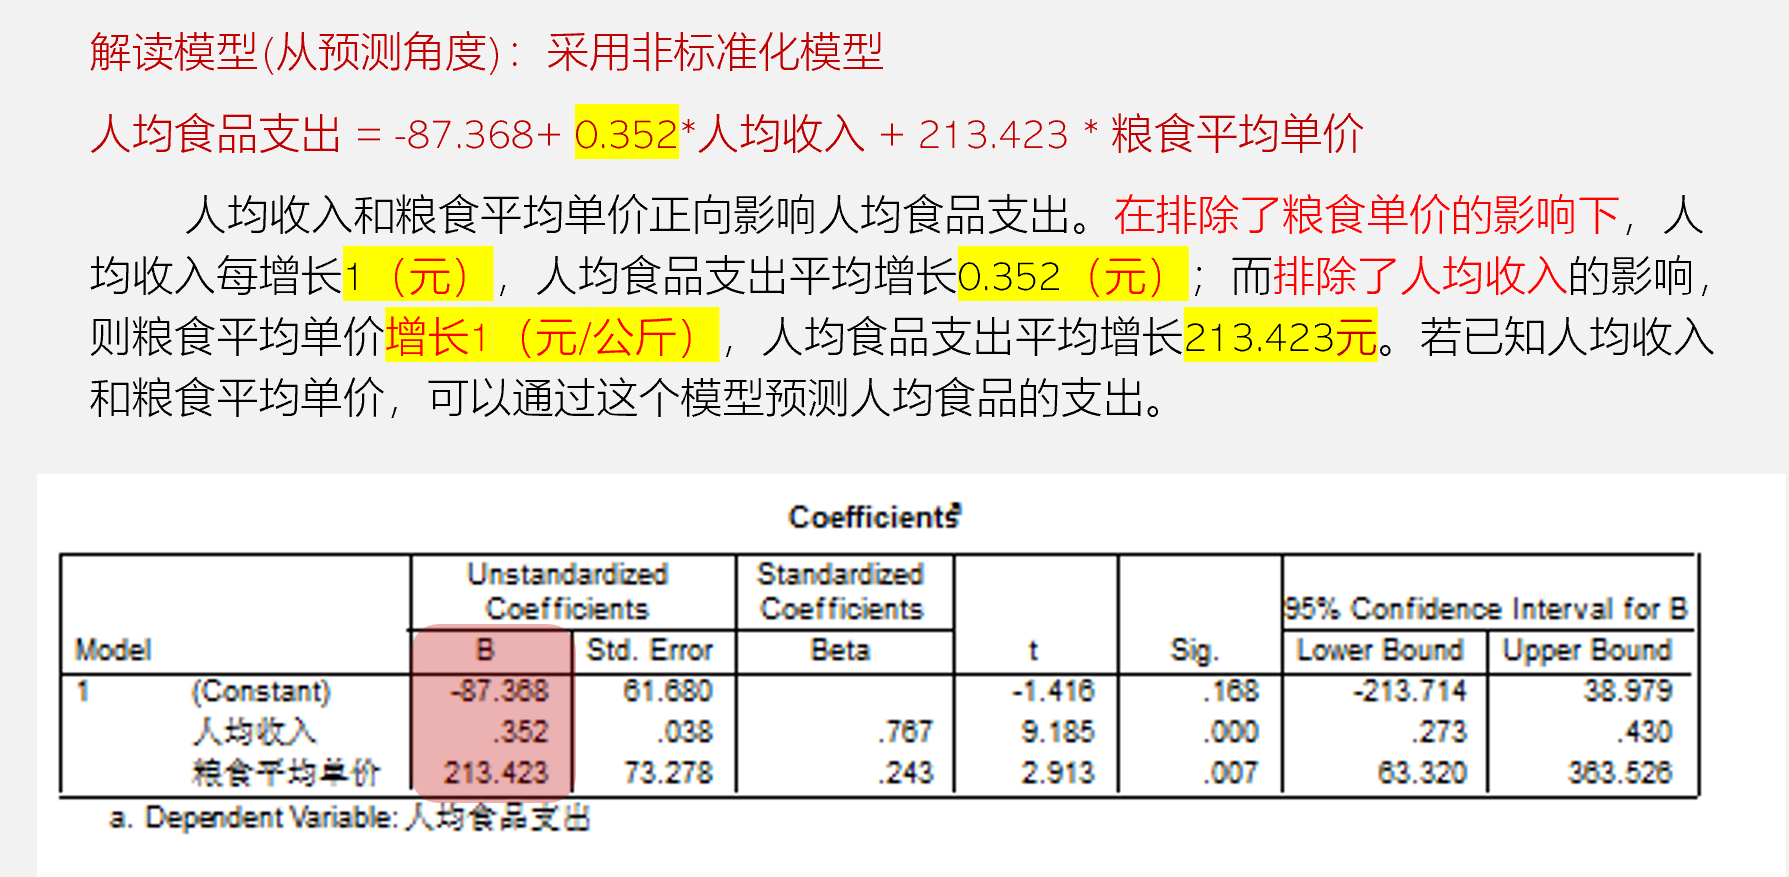 解读模型(从预测角度)：采用非标准化模型
人均食品支出 = -87.368+ 0.352*人均收入 + 213.423 * 粮食平均单价
人均收入和粮食平均单价正向影响人均食品支出。在排除了粮食单价的影响下，人
均收入每增长1（元），人均食品支出平均增长0.352（元）；而排除了人均收入的影响，
则粮食平均单价增长1（元/公斤），人均食品支出平均增长213.423元。若已知人均收入
和粮食平均单价，可以通过这个模型预测人均食品的支出。
Coefficientsa
Unstandardized Coefficients Standardized Coefficients 95% Confidence Interval for B
Model B Std. Error Beta t Sig. Lower Bound Upper Bound
1 (Constant) -87.368 61.680 -1.416 .168 -213.714 38.979
人均收入 .352 .038 .767 9.185 .000 .273 .430
粮食平均单价 213.423 73.278 .243 2.913 .007 63.320 363.526
a. Dependent Variable: 人均食品支出